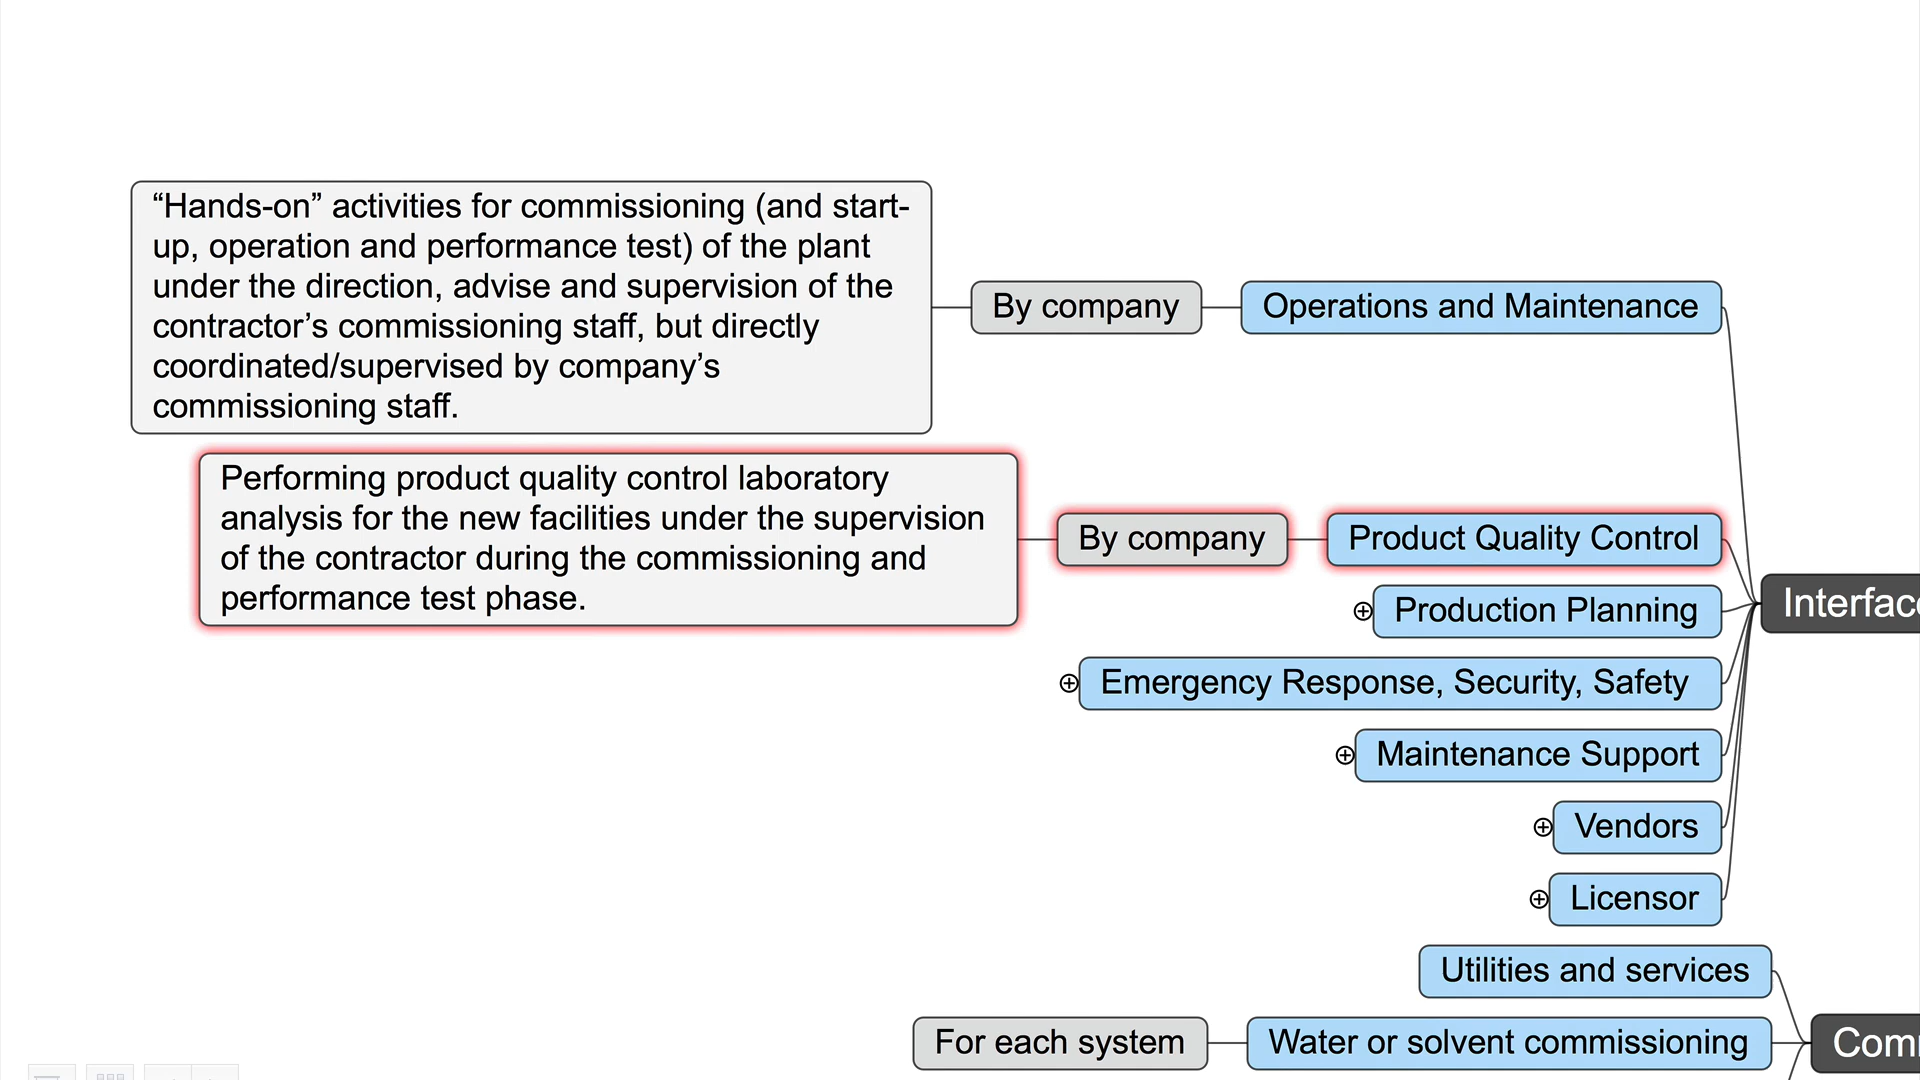 “Hands-on” activities for commissioning (and start-
up, operation and performance test) of the plant
under the direction, advise and supervision of the
contractor’s commissioning staff, but directly
coordinated/supervised by company’s
commissioning staff.
By company
Operations and Maintenance
Performing product quality control laboratory
analysis for the new facilities under the supervision
of the contractor during the commissioning and
performance test phase.
By company
Product Quality Control
Production Planning
Emergency Response, Security, Safety
Maintenance Support
Vendors
Licensor
Interfac
Utilities and services
For each system
Water or solvent commissioning
Com